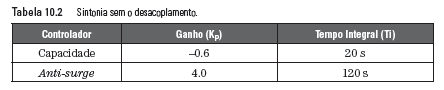 Tabela 10.2 Sintonia sem o desacoplamento.
Controlador Ganho (Kp) Tempo Integral (Ti)
Capacidade –0.6 20 s
Anti-surge 4.0 120 s